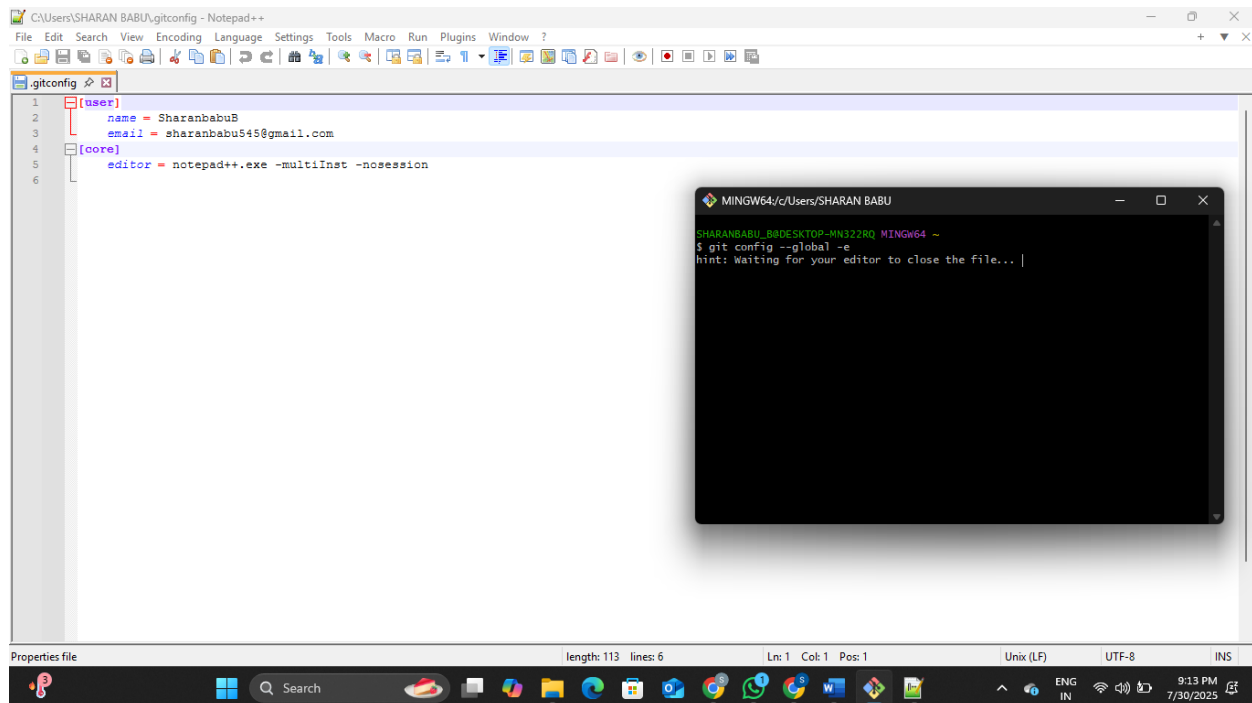 C:\Users\SHARAN BABU\.gitconfig - Notepad++
File Edit Search View Encoding Language Settings Tools Macro Run Plugins Window ?
.gitconfig
1 [user]
2 name = SharanbabuB
3 email = sharanbabu545@gmail.com
4 [core]
5 editor = notepad++.exe -multiInst -nosession
6
MINGW64:/c/Users/SHARAN BABU
SHARANBABU_B@DESKTOP-MN322RQ MINGW64 ~
$ git config --global -e
hint: Waiting for your editor to close the file...
Properties file length: 113 lines: 6 Ln: 1 Col: 1 Pos: 1 Unix (LF) UTF-8 INS
3 Search S 1 S ENG IN 9:13 PM 7/30/2025